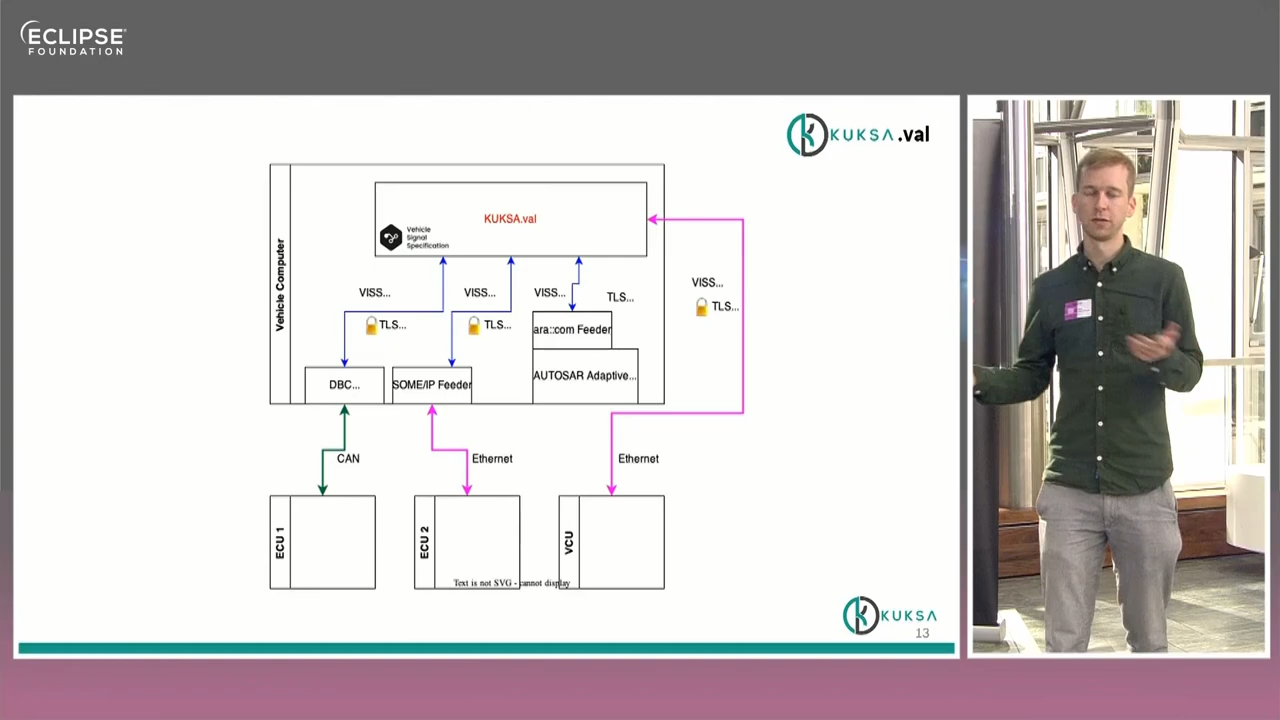 ECLIPSE
FOUNDATION
KUKSA.val
KUKSA.val
Vehicle
Signal
Specification
Vehicle Computer
VISS...
VISS...
VISS...
TLS...
TLS...
TLS...
VISS...
TLS...
ara::com Feeder
AUTOSAR Adaptive...
DBC...
SOME/IP Feeder
CAN
Ethernet
Ethernet
ECU 1
ECU 2
VCU
Text is not SVG - cannot display
KUKSA
13